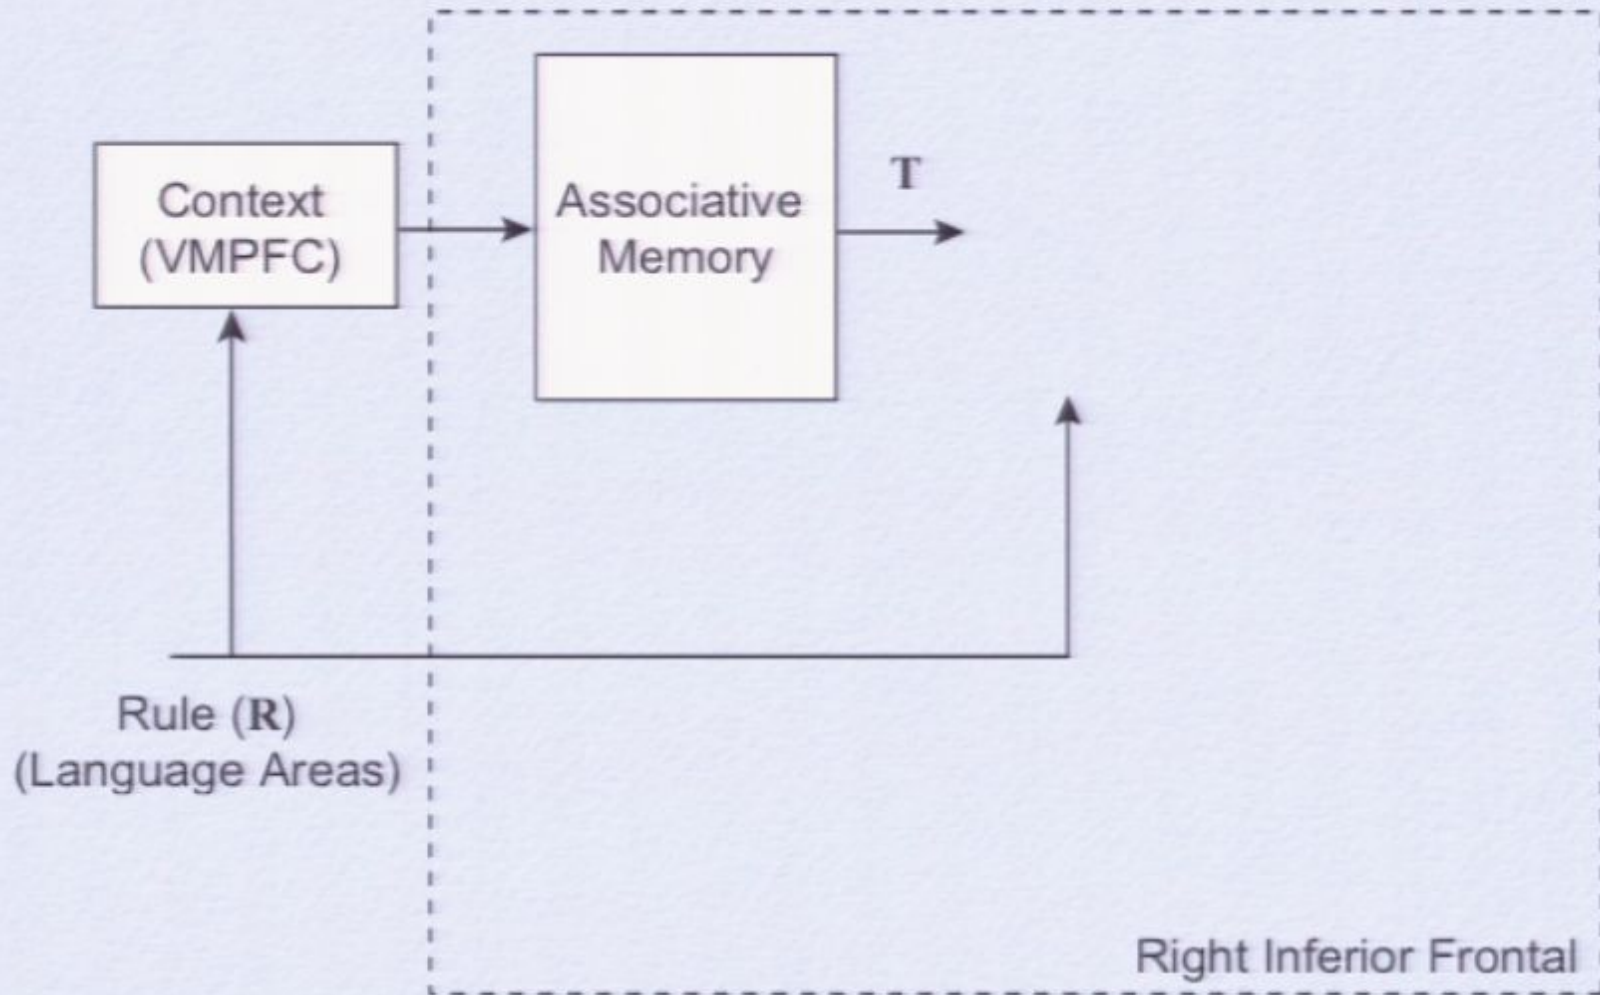 Context
(VMPFC)
Associative
Memory
T
Rule (R)
(Language Areas)
Right Inferior Frontal